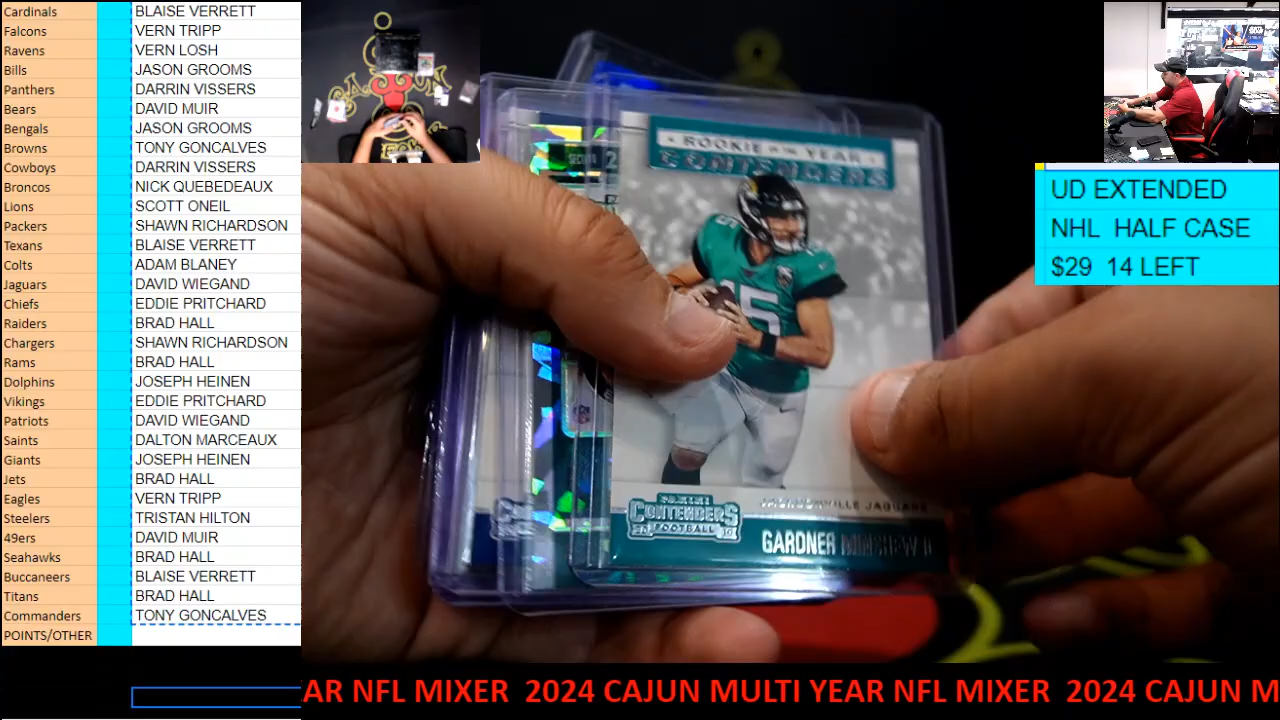 Cardinals BLAISE VERRETT
Falcons VERN TRIPP
Ravens VERN LOSH
Bills JASON GROOMS
Panthers DARRIN VISSERS
Bears DAVID MUIR
Bengals JASON GROOMS
Browns TONY GONCALVES
Cowboys DARRIN VISSERS
Broncos NICK QUEBEDEAUX
Lions SCOTT ONEIL
Packers SHAWN RICHARDSON
Texans BLAISE VERRETT
Colts ADAM BLANEY
Jaguars DAVID WIEGAND
Chiefs EDDIE PRITCHARD
Raiders BRAD HALL
Chargers SHAWN RICHARDSON
Rams BRAD HALL
Dolphins JOSEPH HEINEN
Vikings EDDIE PRITCHARD
Patriots DAVID WIEGAND
Saints DALTON MARCEAUX
Giants JOSEPH HEINEN
Jets BRAD HALL
Eagles VERN TRIPP
Steelers TRISTAN HILTON
49ers DAVID MUIR
Seahawks BRAD HALL
Buccaneers BLAISE VERRETT
Titans BRAD HALL
Commanders TONY GONCALVES
POINTS/OTHER
UD EXTENDED
NHL HALF CASE
$29 14 LEFT
ROOKIE OF THE YEAR
CONTENDERS
15
JACKSONVILLE JAGUARS
PANINI
CONTENDERS
FOOTBALL
GARDNER MINSHEW II
AR NFL MIXER 2024 CAJUN MULTI YEAR NFL MIXER 2024 CAJUN M